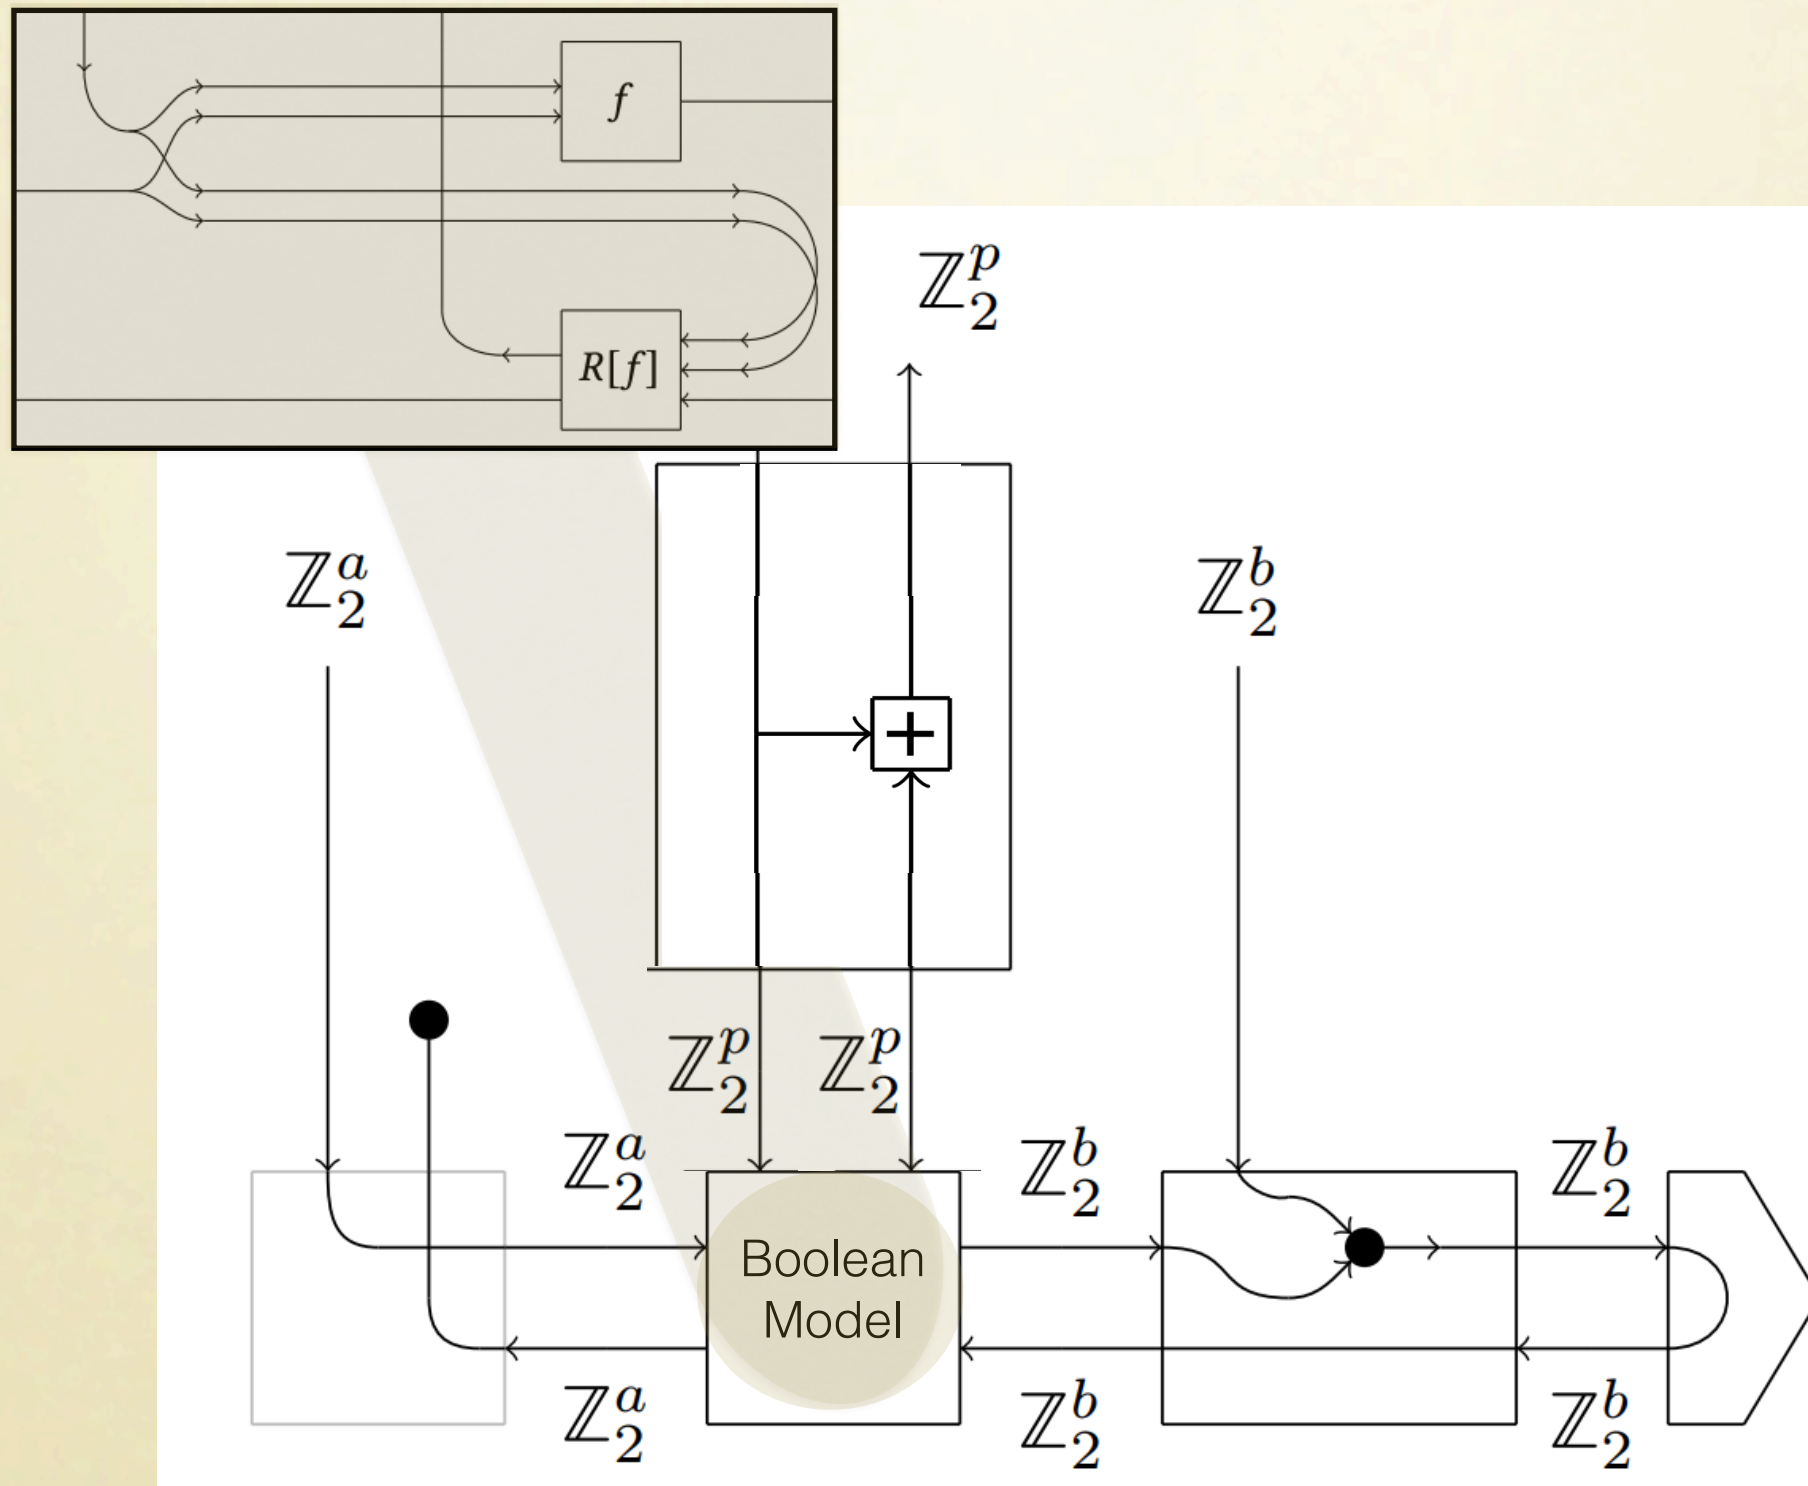 f
R[f]
ℤ₂ᵖ
ℤ₂ᵃ
ℤ₂ᵇ
+
ℤ₂ᵖ ℤ₂ᵖ
ℤ₂ᵃ ℤ₂ᵇ ℤ₂ᵇ
Boolean
Model
ℤ₂ᵃ ℤ₂ᵇ ℤ₂ᵇ